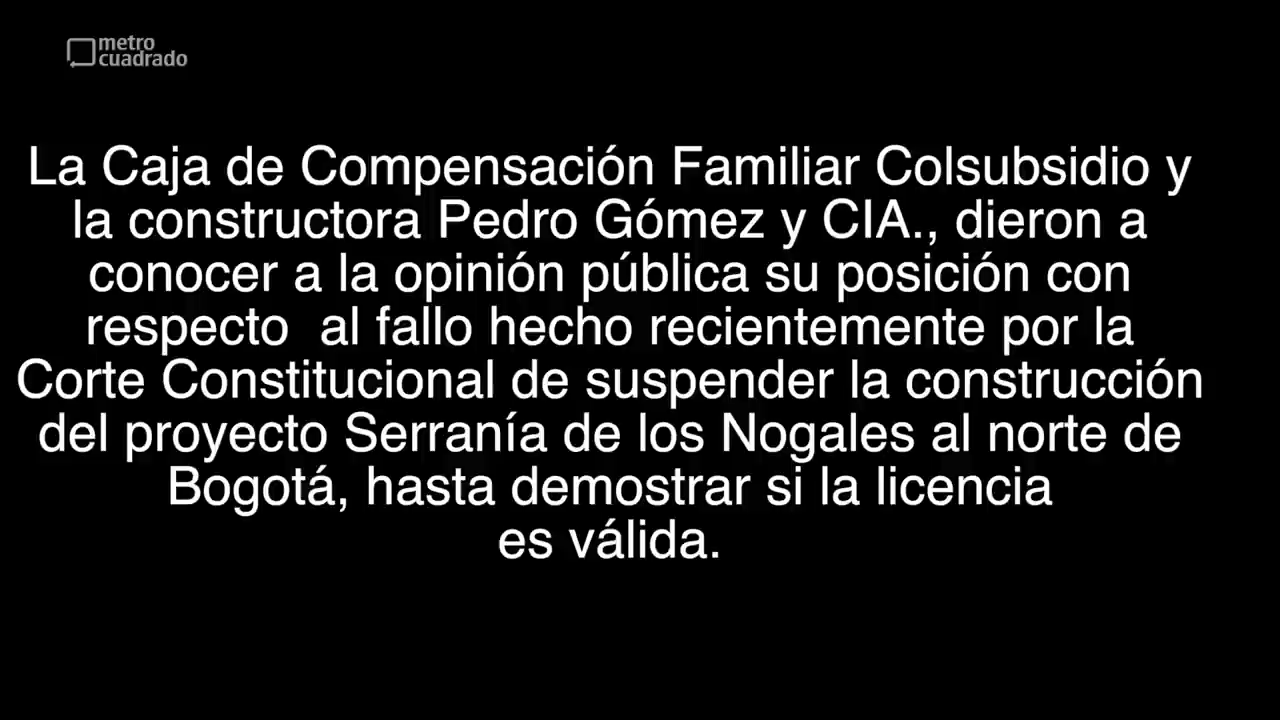 metro
cuadrado
La Caja de Compensación Familiar Colsubsidio y
la constructora Pedro Gómez y CIA., dieron a
conocer a la opinión pública su posición con
respecto  al fallo hecho recientemente por la
Corte Constitucional de suspender la construcción
del proyecto Serranía de los Nogales al norte de
Bogotá, hasta demostrar si la licencia
es válida.